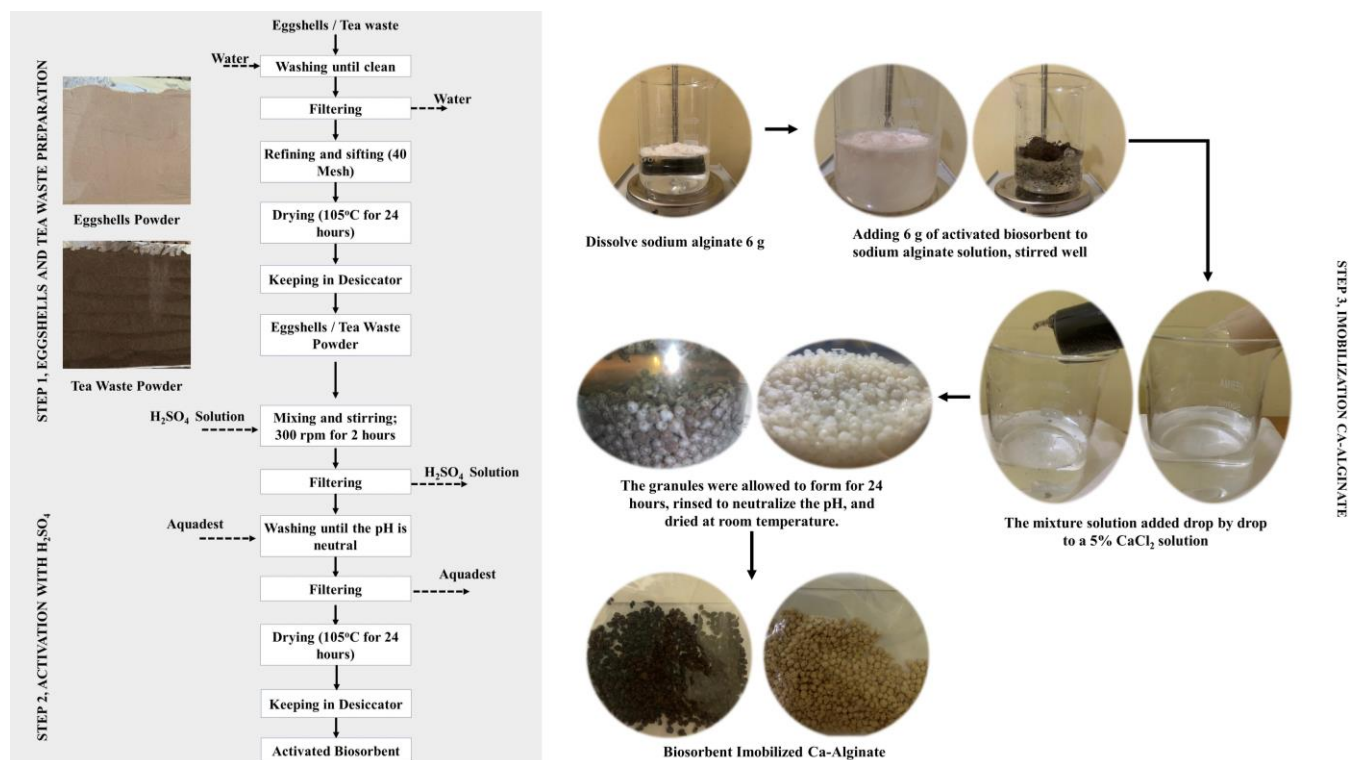 STEP 1, EGGSHELLS AND TEA WASTE PREPARATION
Eggshells / Tea waste
Water
Washing until clean
Filtering
Water
Refining and sifting (40
Mesh)
Eggshells Powder
Drying (105°C for 24
hours)
Keeping in Desiccator
Eggshells / Tea Waste
Powder
Tea Waste Powder
STEP 2, ACTIVATION WITH H₂SO₄
H₂SO₄ Solution
Mixing and stirring;
300 rpm for 2 hours
Filtering
H₂SO₄ Solution
Aquadest
Washing until the pH is
neutral
Filtering
Aquadest
Drying (105°C for 24
hours)
Keeping in Desiccator
Activated Biosorbent
STEP 3, IMOBILIZATION CA-ALGINATE
Dissolve sodium alginate 6 g
Adding 6 g of activated biosorbent to
sodium alginate solution, stirred well
The mixture solution added drop by drop
to a 5% CaCl₂ solution
The granules were allowed to form for 24
hours, rinsed to neutralize the pH, and
dried at room temperature.
Biosorbent Imobilized Ca-Alginate